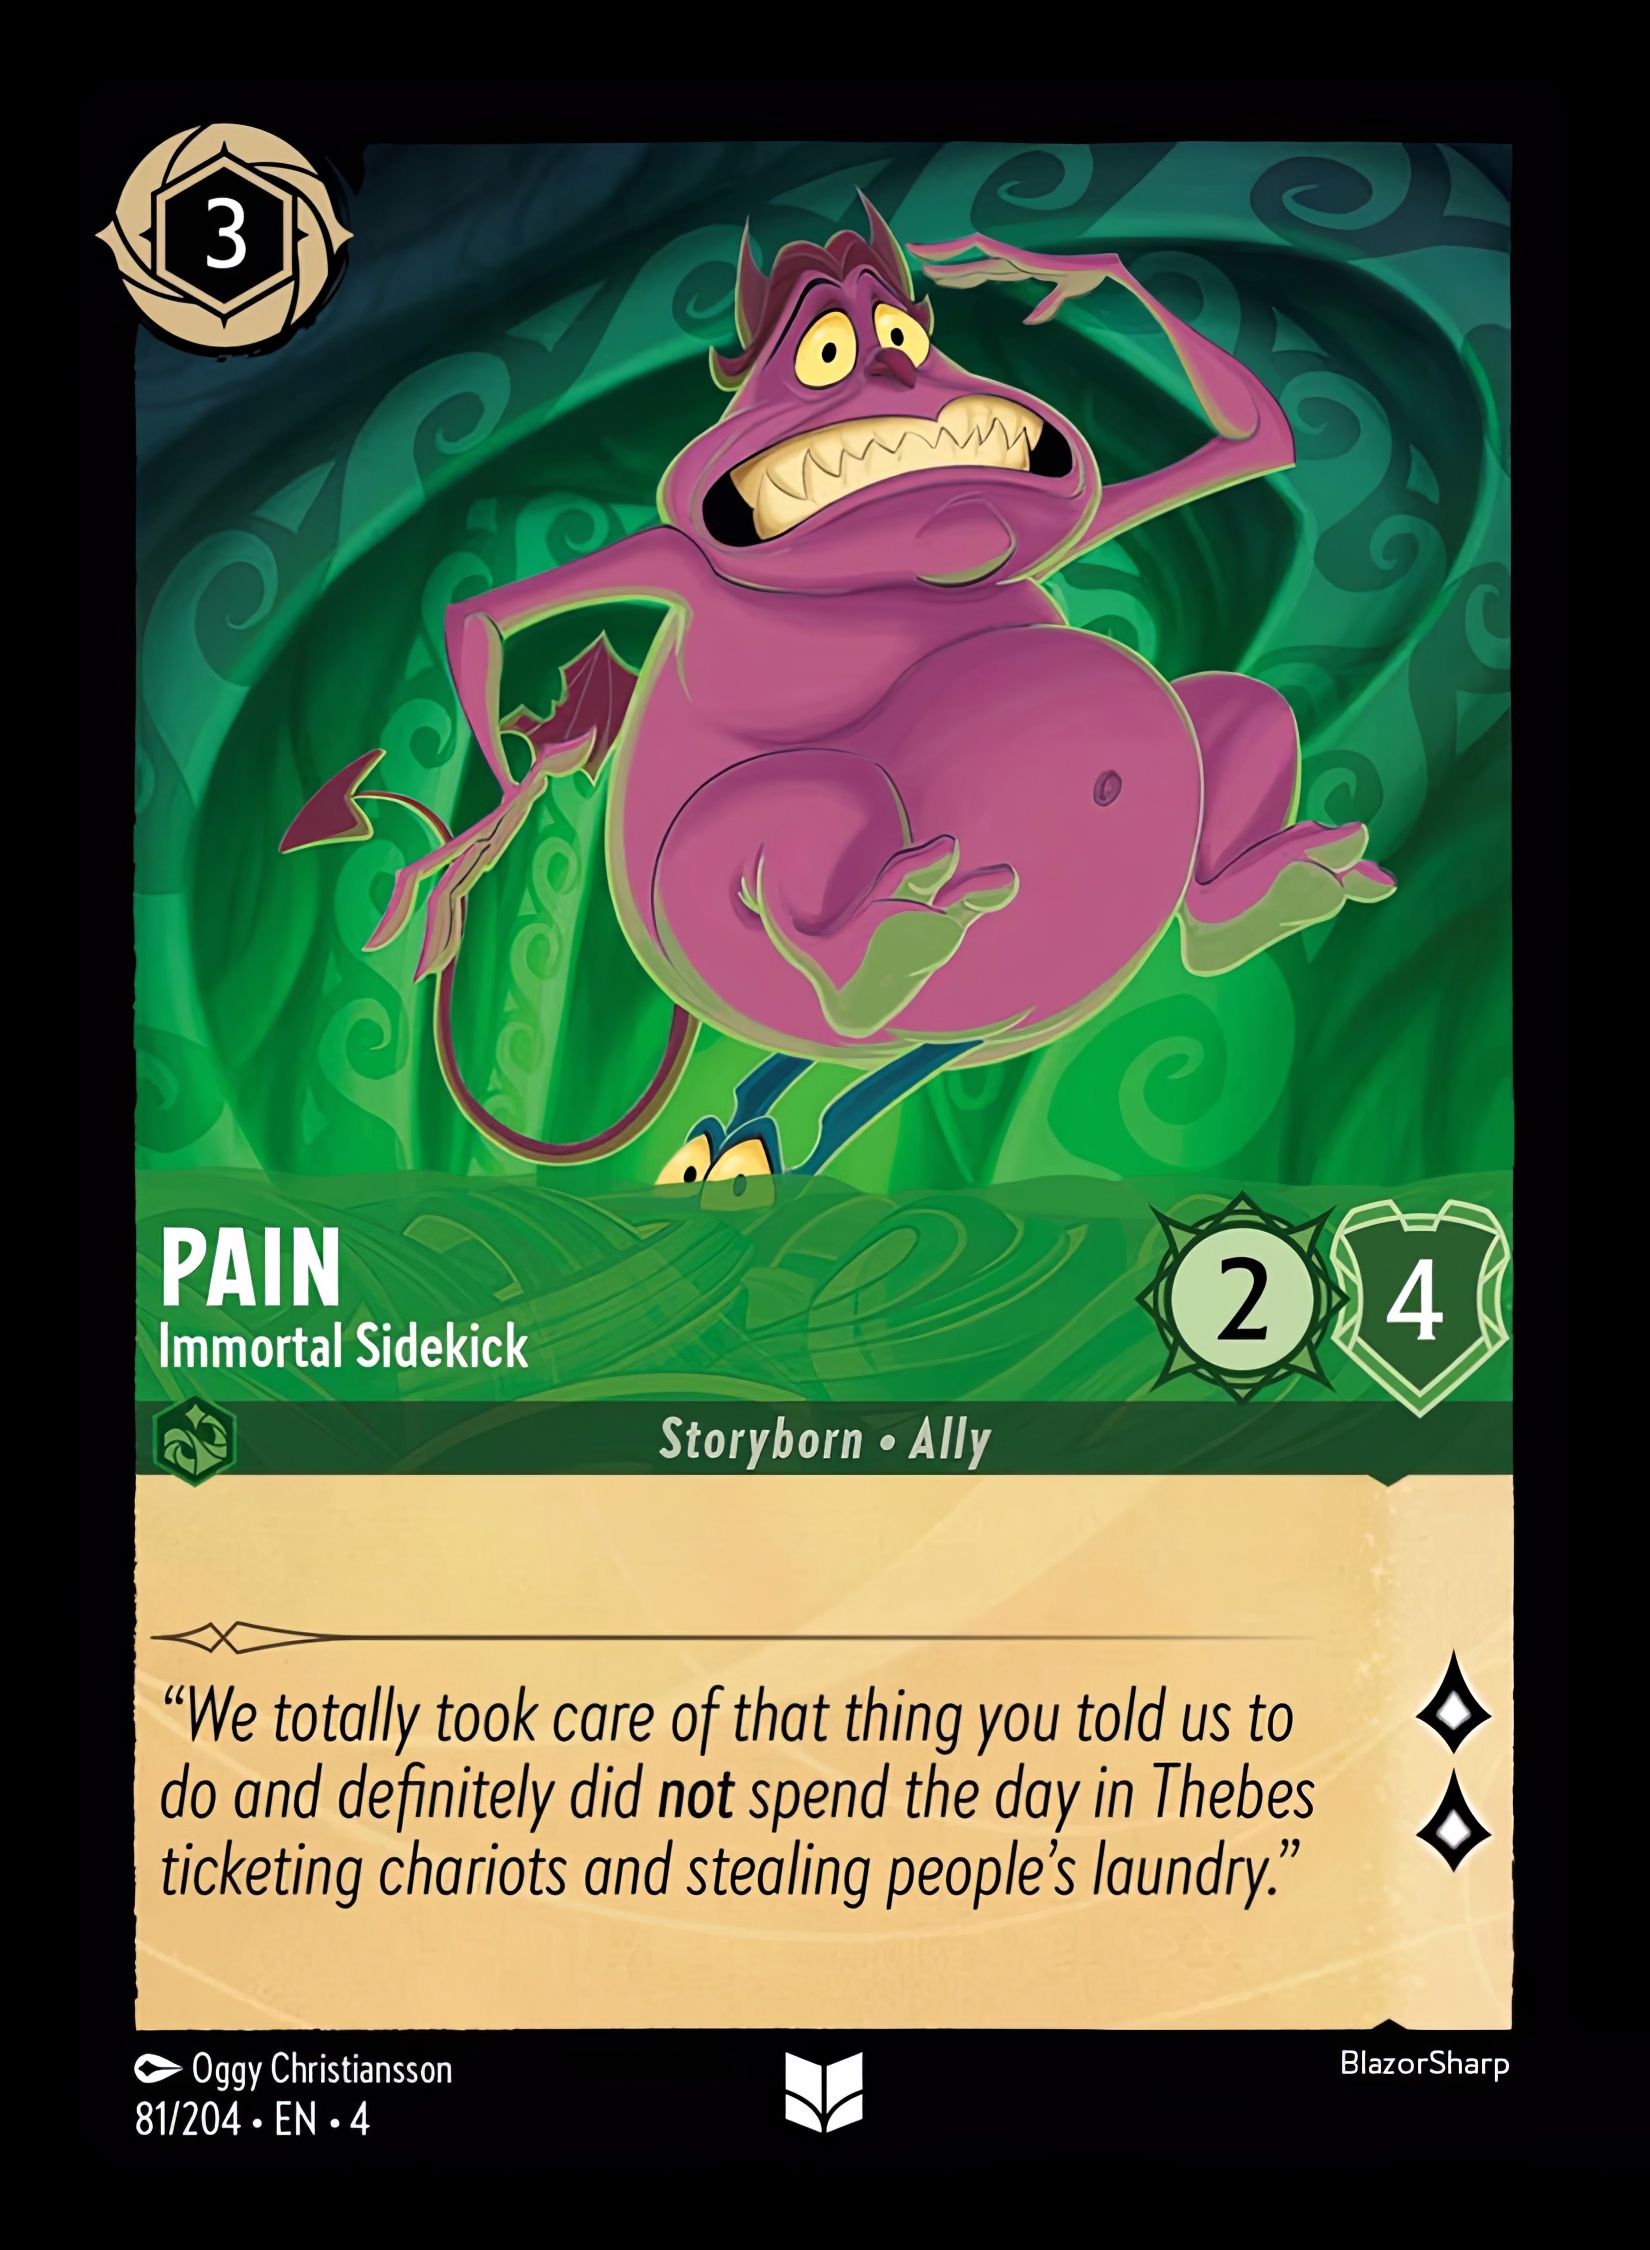 3
PAIN
Immortal Sidekick
2
4
Storyborn • Ally
“We totally took care of that thing you told us to
do and definitely did not spend the day in Thebes
ticketing chariots and stealing people’s laundry.”
Oggy Christiansson
81/204 • EN • 4
BlazorSharp